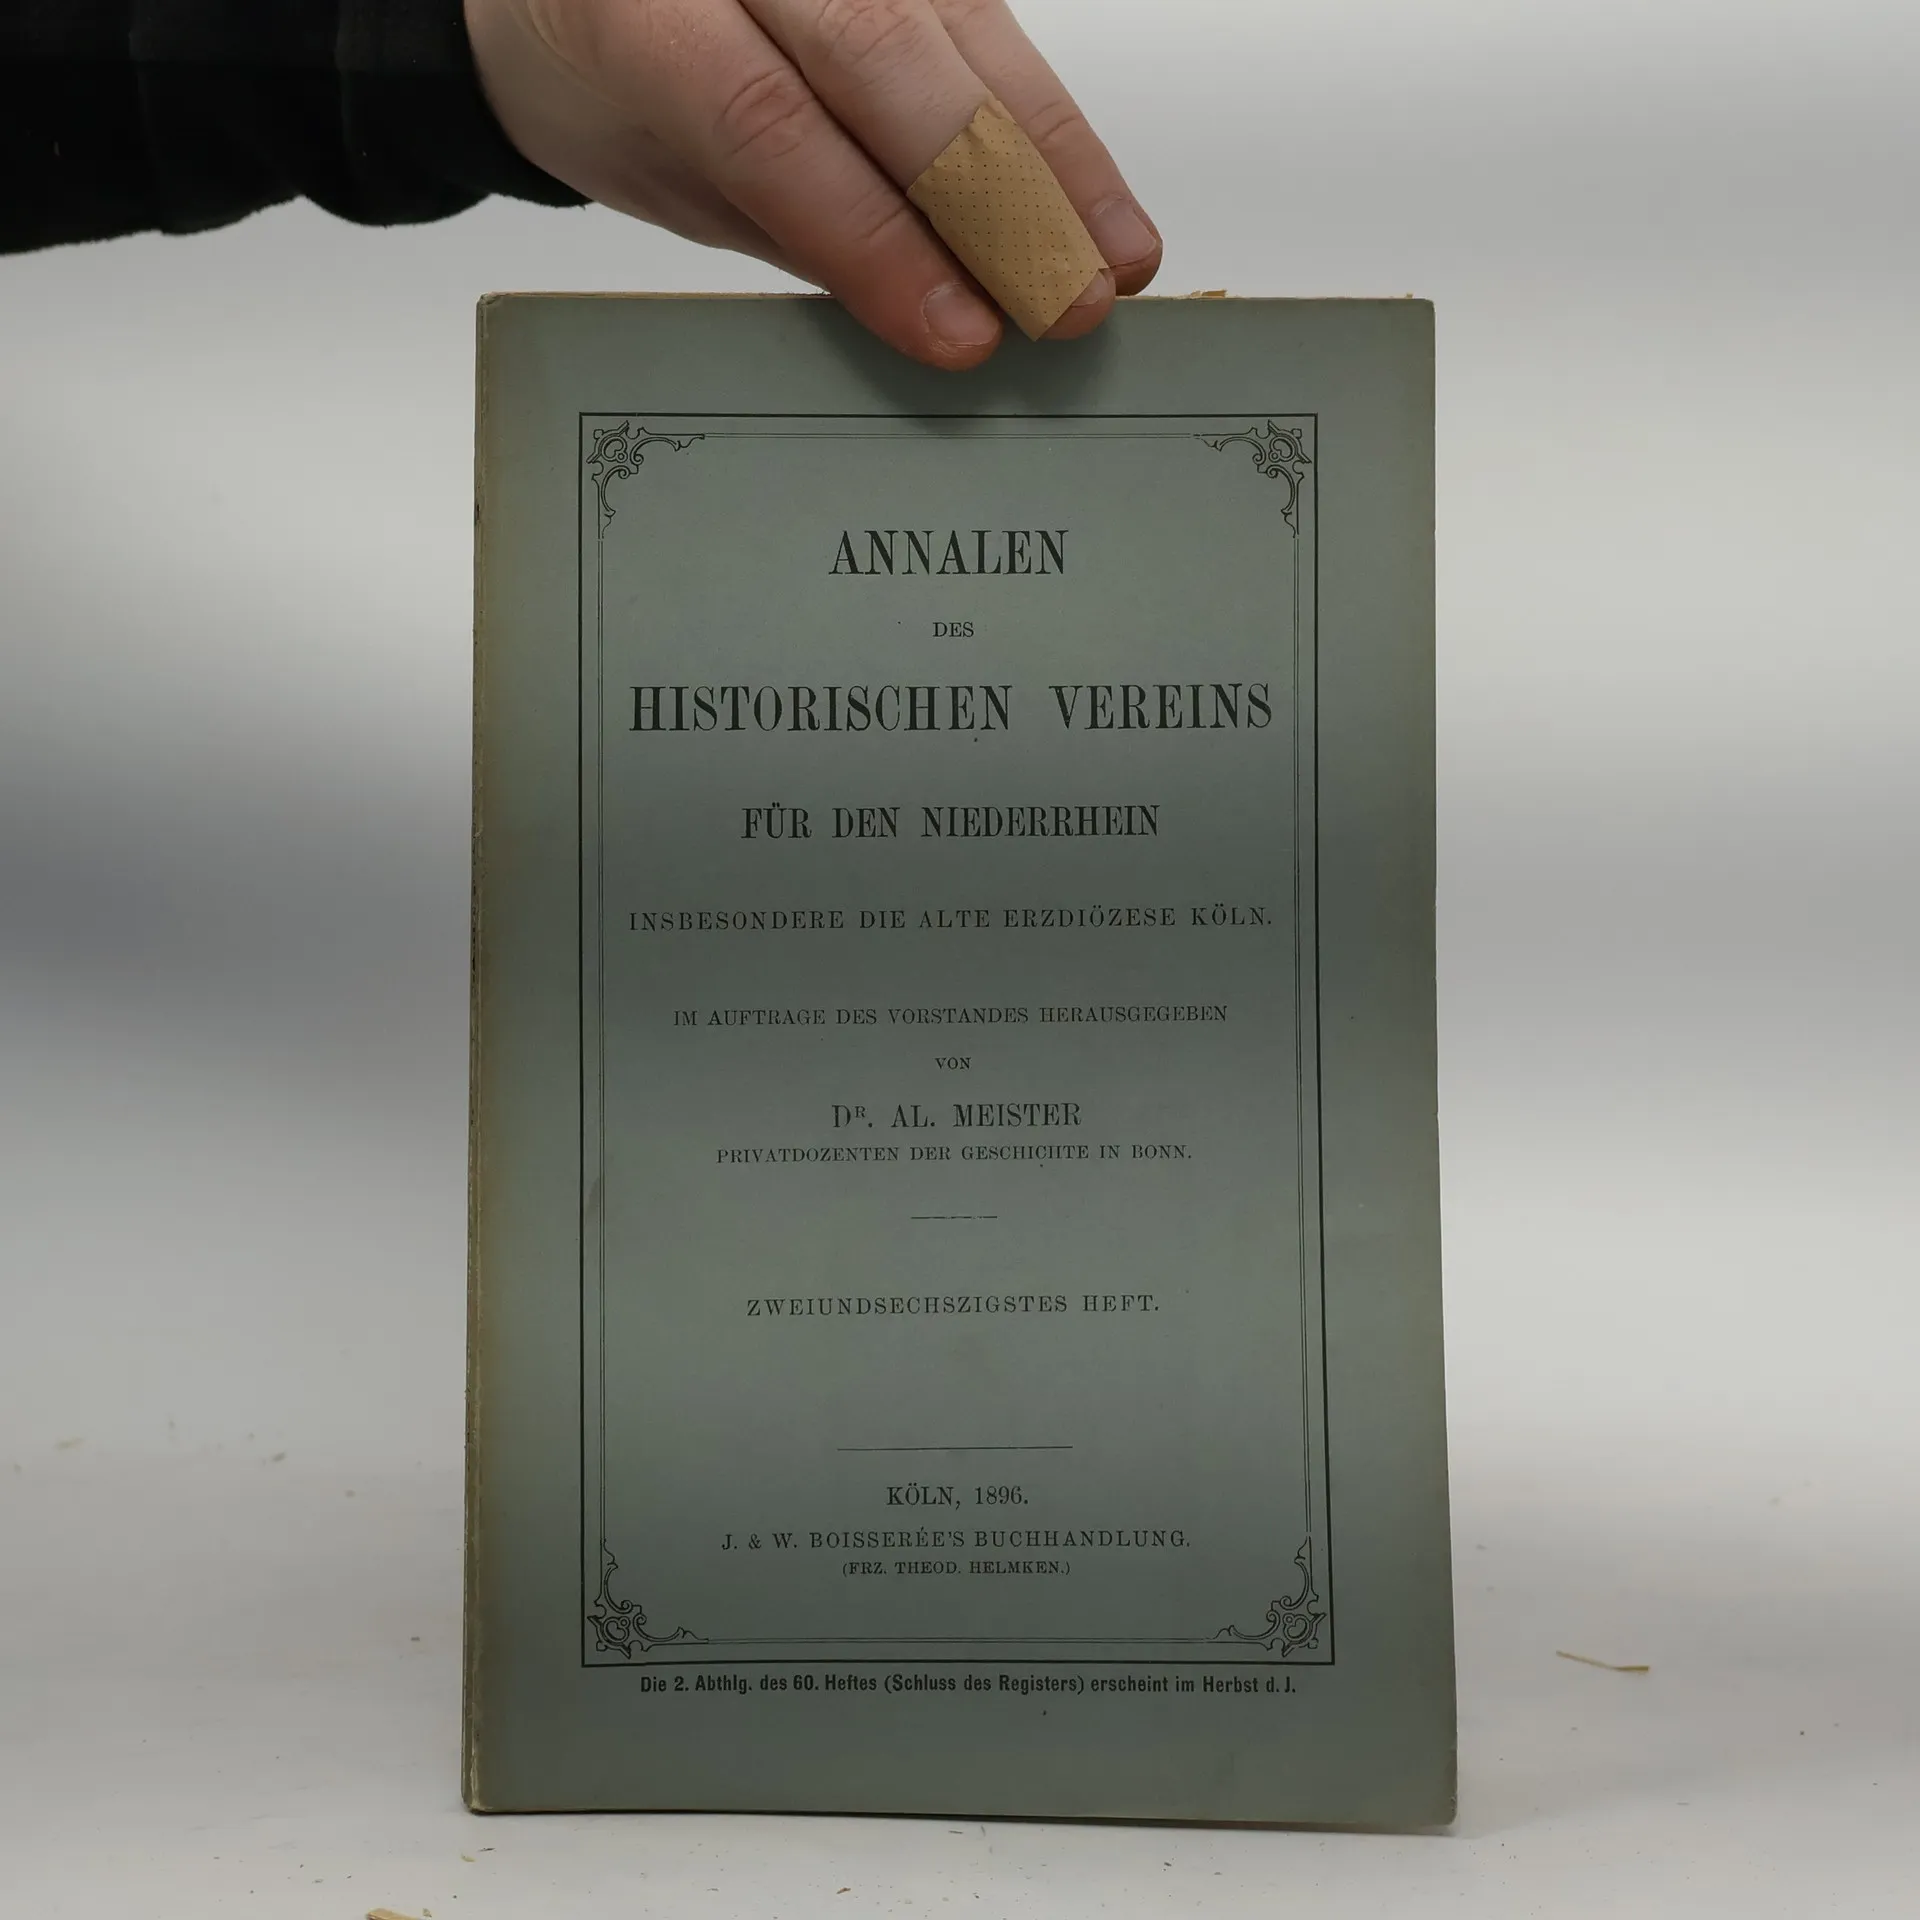 ANNALEN
DES
HISTORISCHEN VEREINS
FÜR DEN NIEDERRHEIN
INSBESONDERE DIE ALTE ERZDIÖZESE KÖLN.
IM AUFTRAGE DES VORSTANDES HERAUSGEGEBEN
VON
DR. AL. MEISTER
PRIVATDOZENTEN DER GESCHICHTE IN BONN.
ZWEIUNDSECHSZIGSTES HEFT.
KÖLN, 1896.
J. & W. BOISSERÉE'S BUCHHANDLUNG.
(FRZ. THEOD. HELMKEN.)
Die 2. Abthlg. des 60. Heftes (Schluss des Registers) erscheint im Herbst d. J.